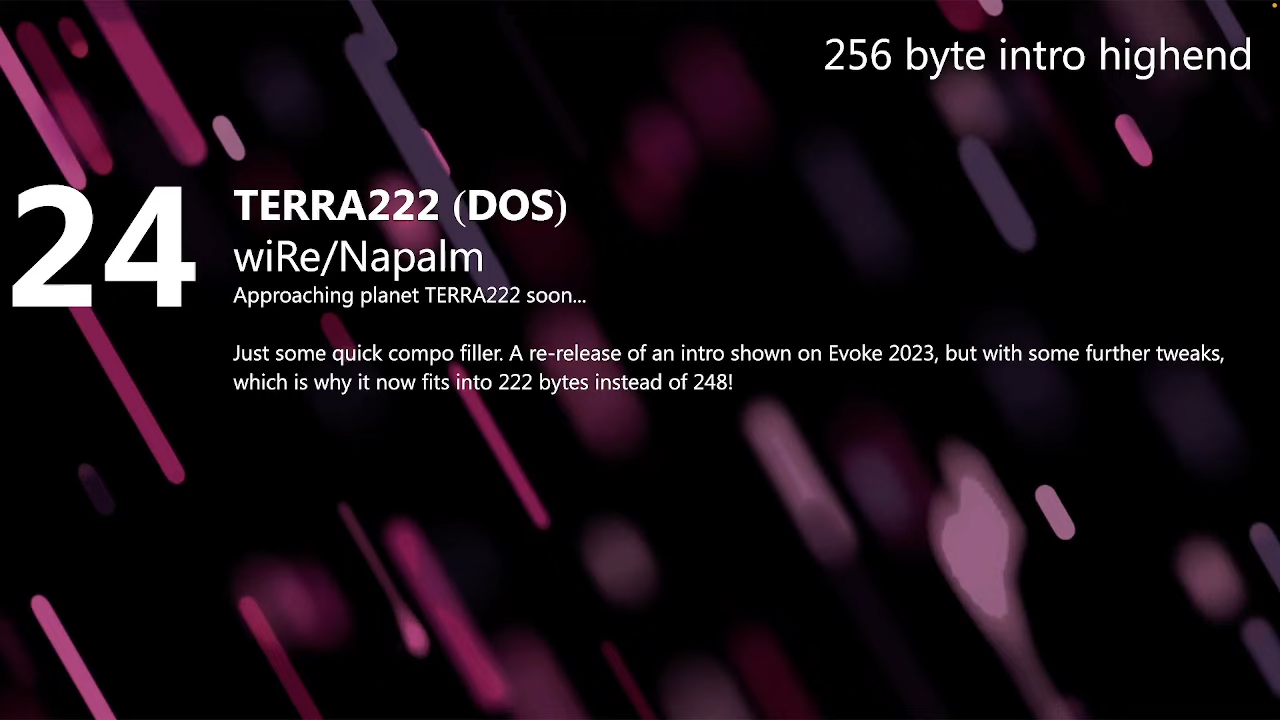 256 byte intro highend
24
TERRA222 (DOS)
wiRe/Napalm
Approaching planet TERRA222 soon...
Just some quick compo filler. A re-release of an intro shown on Evoke 2023, but with some further tweaks,
which is why it now fits into 222 bytes instead of 248!